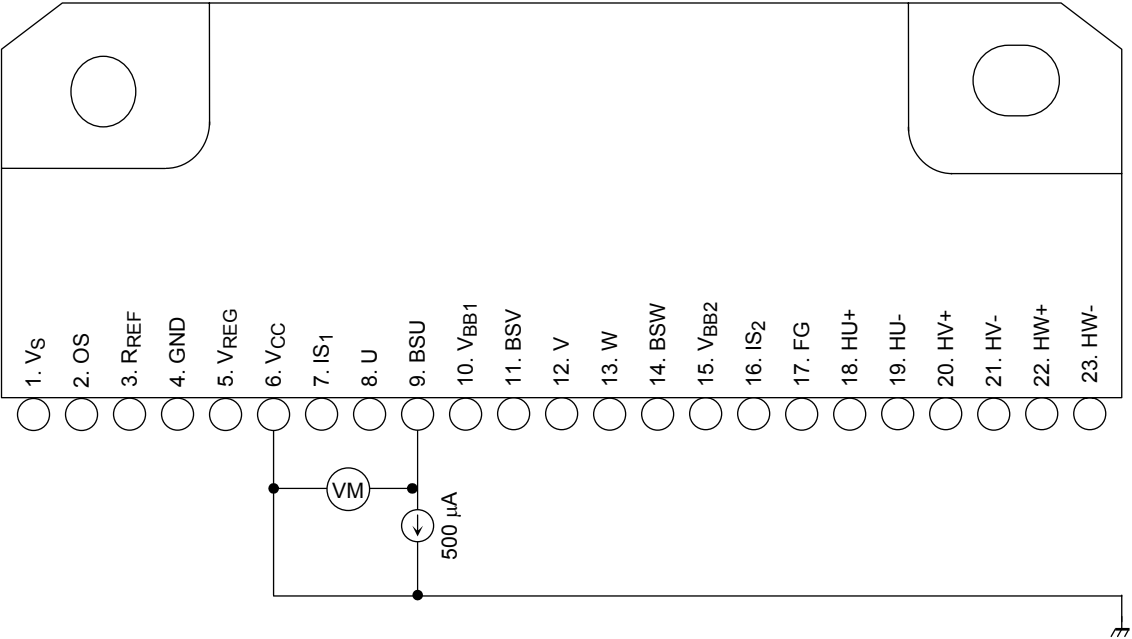 1. VS
2. OS
3. RREF
4. GND
5. VREG
6. VCC
7. IS1
8. U
9. BSU
10. VBB1
11. BSV
12. V
13. W
14. BSW
15. VBB2
16. IS2
17. FG
18. HU+
19. HU-
20. HV+
21. HV-
22. HW+
23. HW-
VM
500 μA